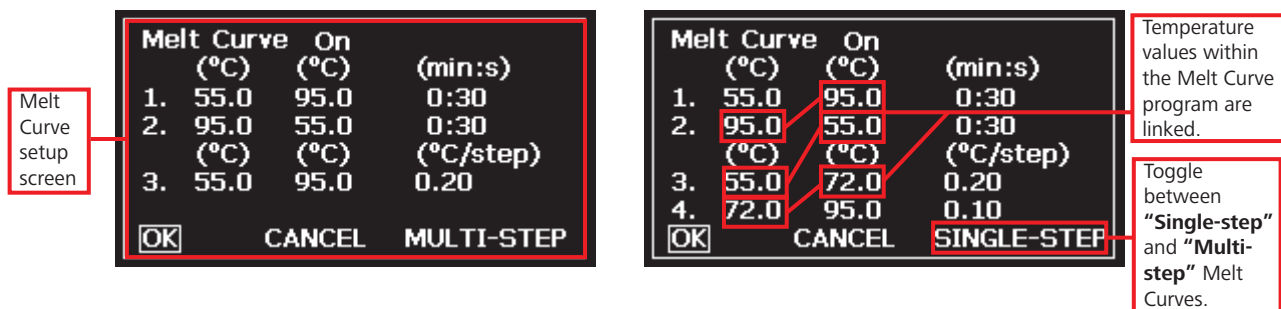 Melt
Curve
setup
screen
Melt Curve On
(ºC) (ºC) (min:s)
1. 55.0 95.0 0:30
2. 95.0 55.0 0:30
(ºC) (ºC) (ºC/step)
3. 55.0 95.0 0.20
OK CANCEL MULTI-STEP
Melt Curve On
(ºC) (ºC) (min:s)
1. 55.0 95.0 0:30
2. 95.0 55.0 0:30
(ºC) (ºC) (ºC/step)
3. 55.0 72.0 0.20
4. 72.0 95.0 0.10
OK CANCEL SINGLE-STEP
Temperature
values within
the Melt Curve
program are
linked.
Toggle
between
“Single-step”
and “Multi-
step” Melt
Curves.